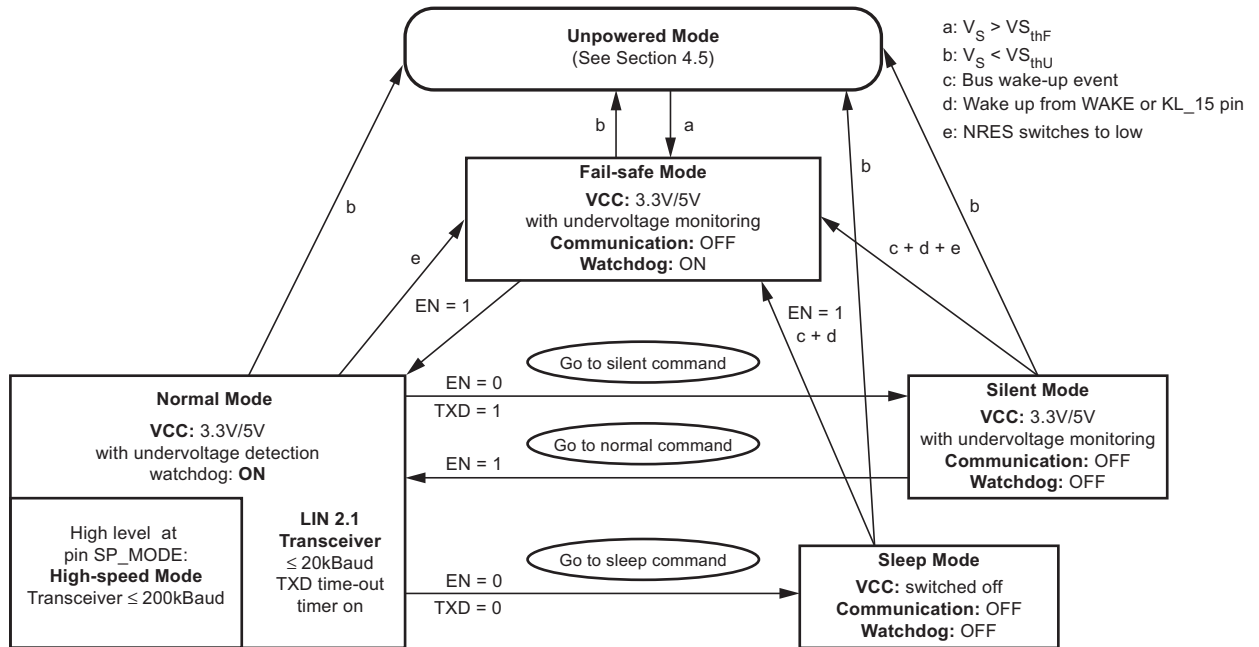 Unpowered Mode
(See Section 4.5)
a: VS > VSthF
b: VS < VSthU
c: Bus wake-up event
d: Wake up from WAKE or KL_15 pin
e: NRES switches to low
b
a
Fail-safe Mode
VCC: 3.3V/5V
with undervoltage monitoring
Communication: OFF
Watchdog: ON
b
e
b
b
c + d + e
EN = 1
EN = 1
c + d
Go to silent command
EN = 0
TXD = 1
Go to normal command
EN = 1
Go to sleep command
EN = 0
TXD = 0
Normal Mode
VCC: 3.3V/5V
with undervoltage detection
watchdog: ON
High level at
pin SP_MODE:
High-speed Mode
Transceiver ≤ 200kBaud
LIN 2.1
Transceiver
≤ 20kBaud
TXD time-out
timer on
Silent Mode
VCC: 3.3V/5V
with undervoltage monitoring
Communication: OFF
Watchdog: OFF
Sleep Mode
VCC: switched off
Communication: OFF
Watchdog: OFF